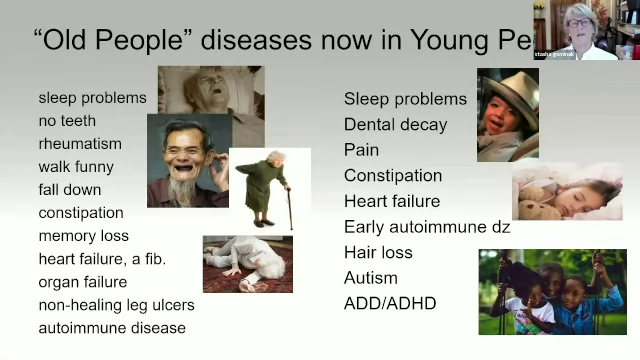 “Old People” diseases now in Young Pe
sleep problems
no teeth
rheumatism
walk funny
fall down
constipation
memory loss
heart failure, a fib.
organ failure
non-healing leg ulcers
autoimmune disease
Sleep problems
Dental decay
Pain
Constipation
Heart failure
Early autoimmune dz
Hair loss
Autism
ADD/ADHD